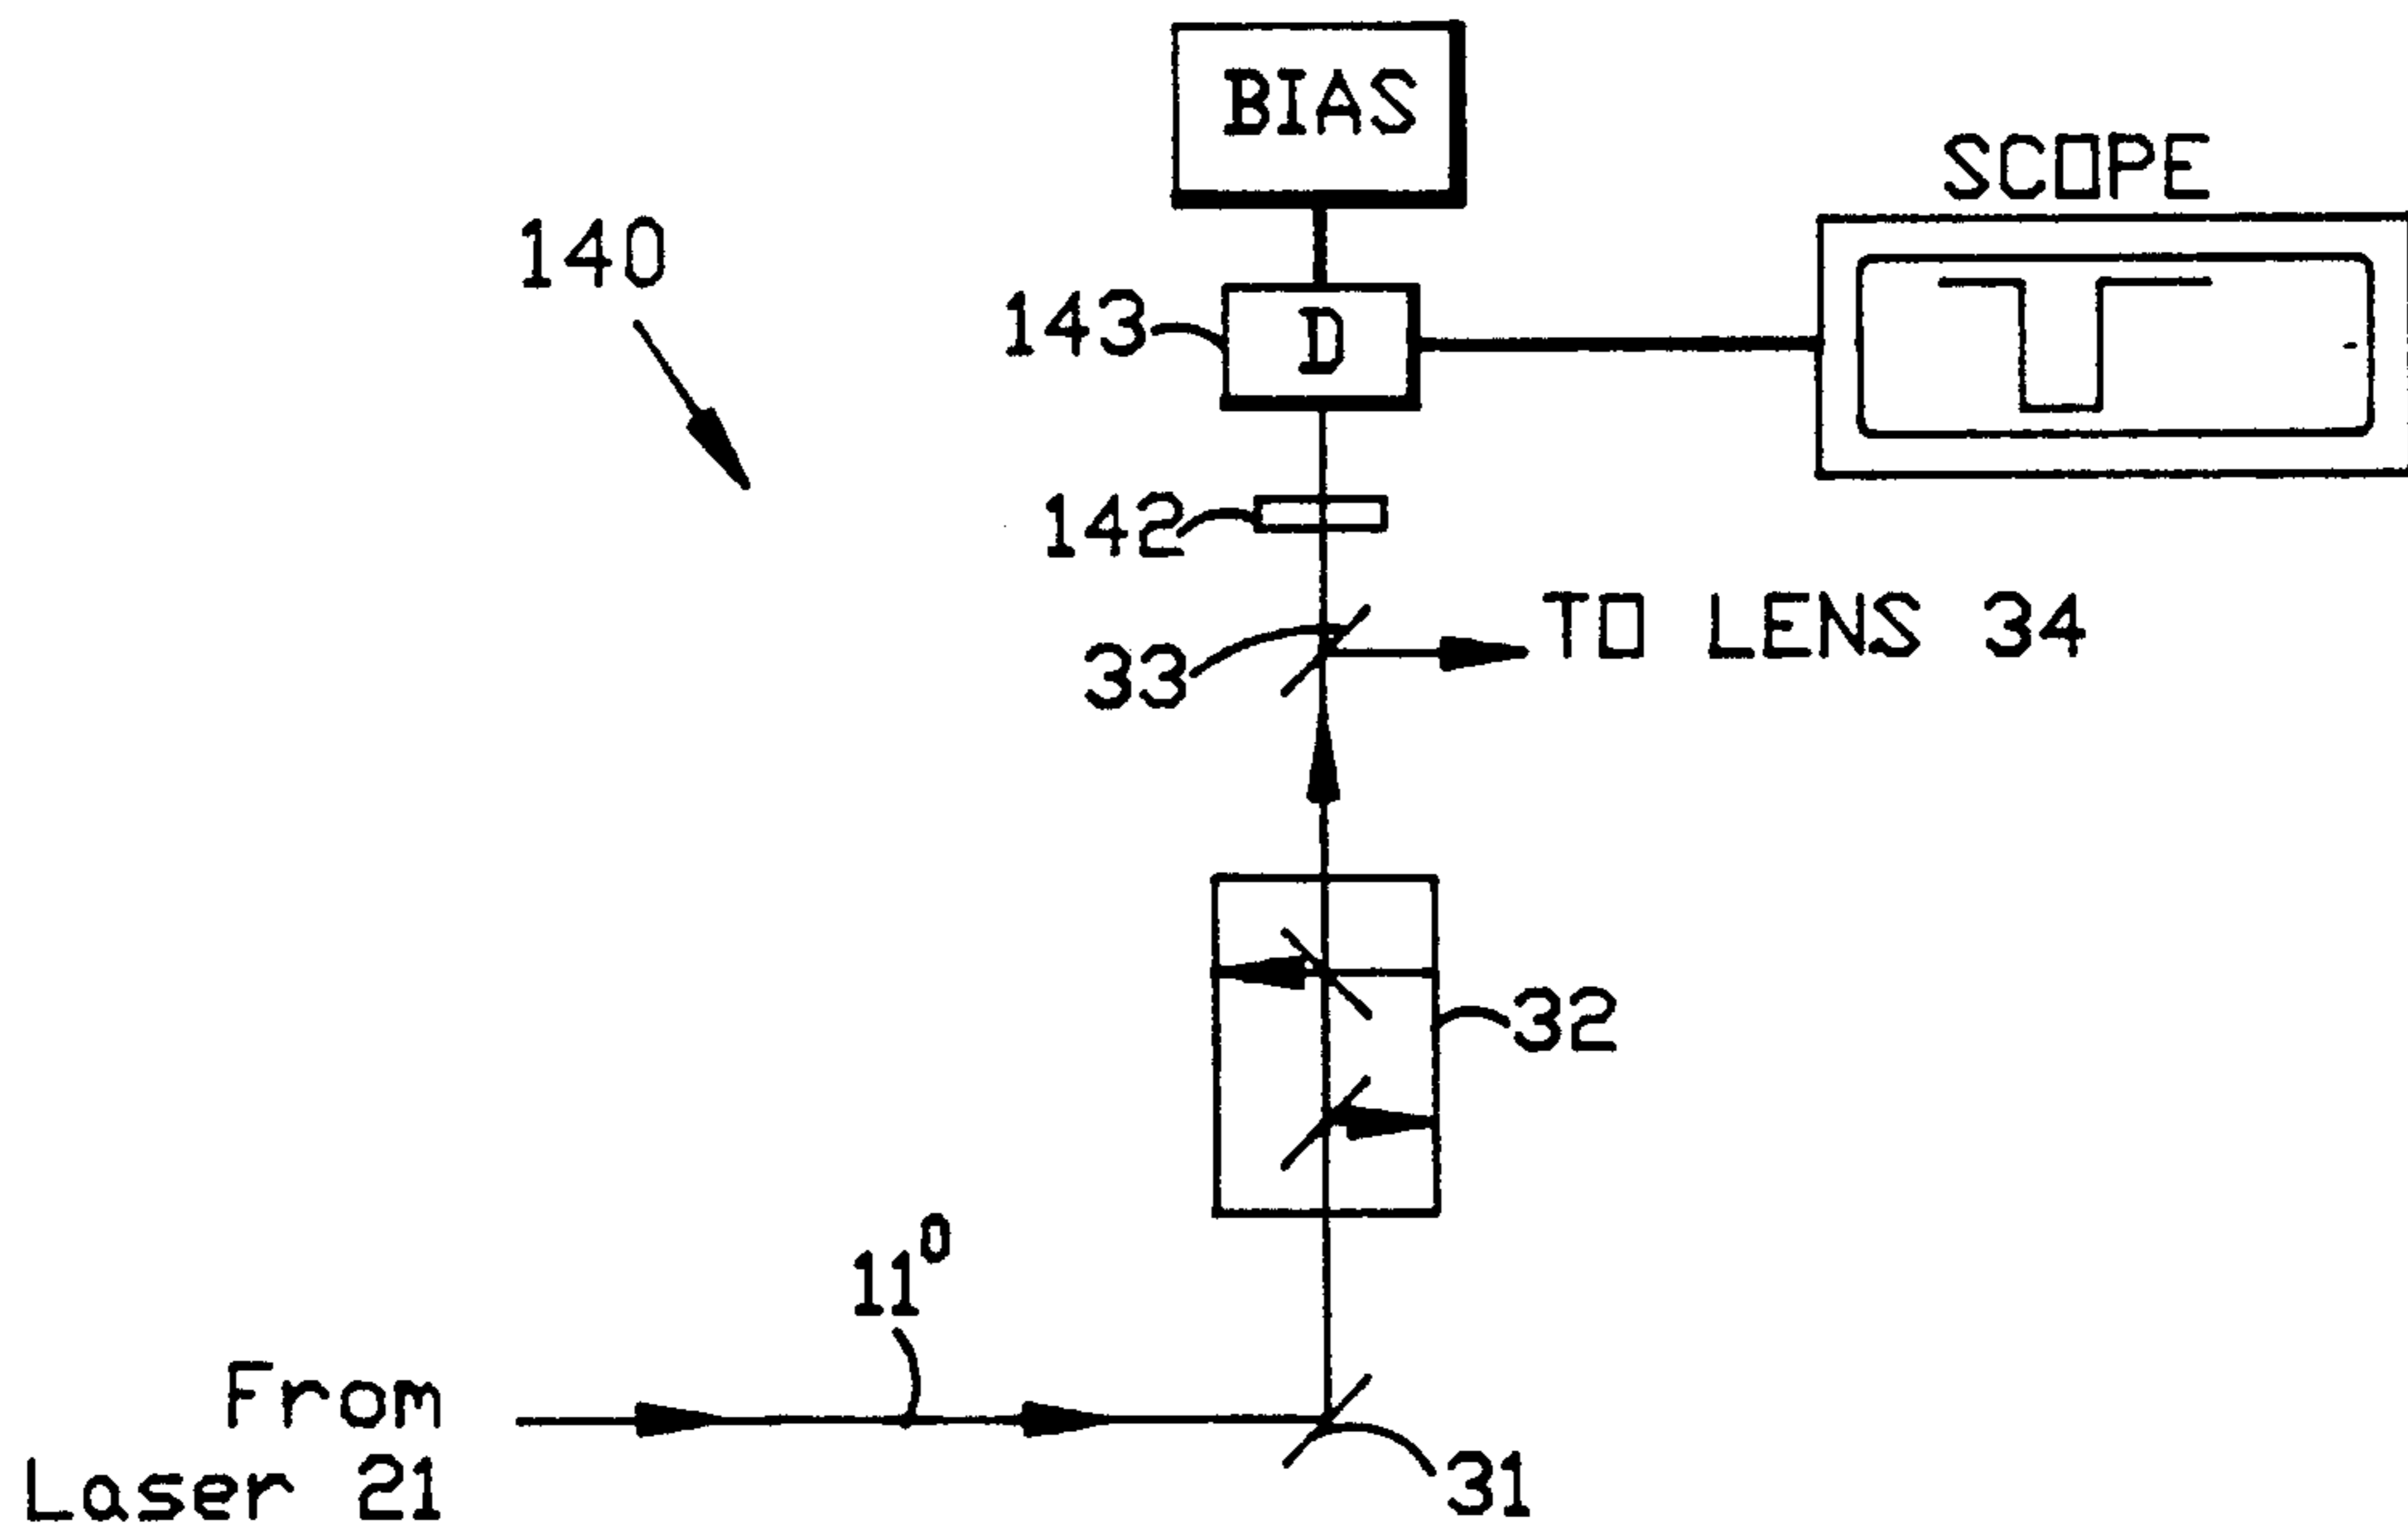 BIAS
SCOPE
140
143
D
142
TO LENS 34
33
32
11⁰
From
Laser 21
31